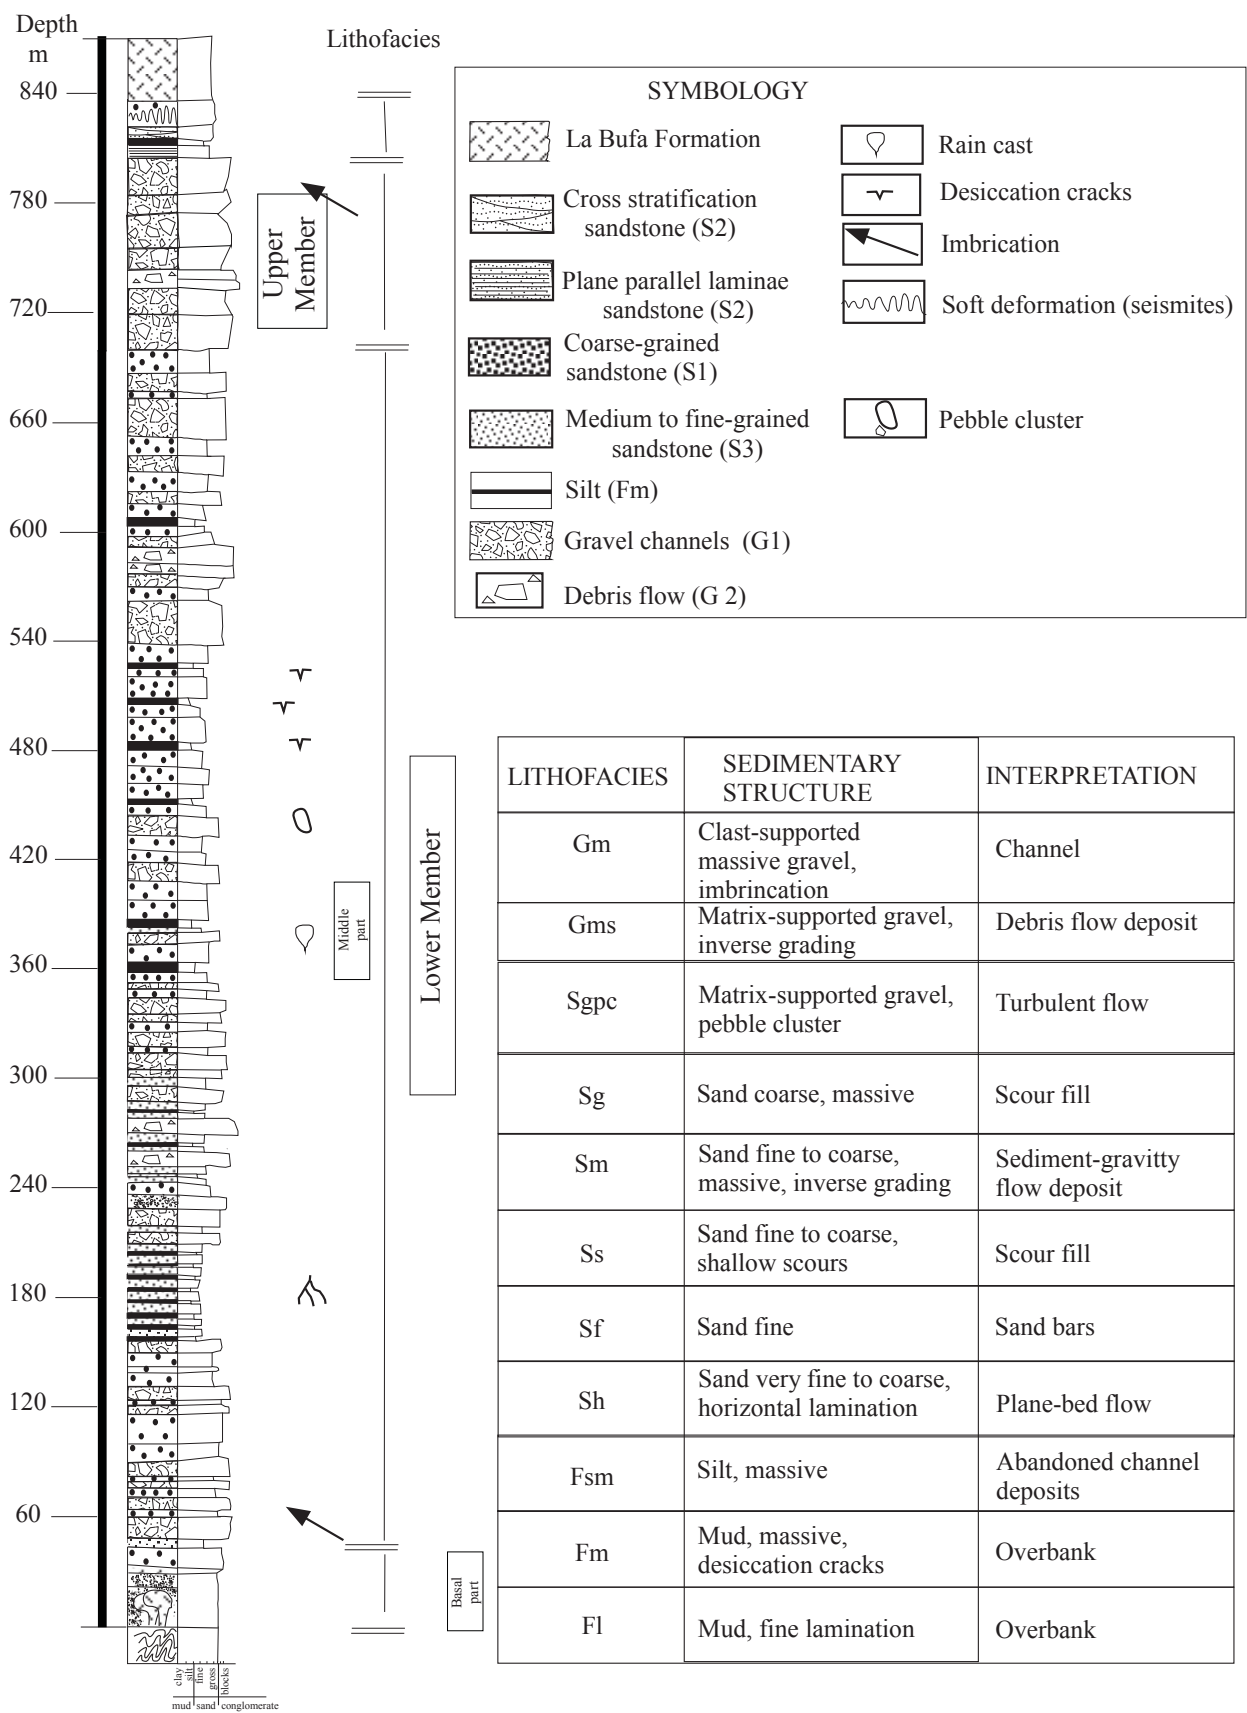 Depth
m
Lithofacies
840
780
720
660
600
540
480
420
360
300
240
180
120
60
Upper
Member
Lower Member
Middle
part
Basal
part
clay
silt
fine
gross
blocks
mud
sand
conglomerate
SYMBOLOGY
La Bufa Formation
Cross stratification
sandstone (S2)
Plane parallel laminae
sandstone (S2)
Coarse-grained
sandstone (S1)
Medium to fine-grained
sandstone (S3)
Silt (Fm)
Gravel channels (G1)
Debris flow (G 2)
Rain cast
Desiccation cracks
Imbrication
Soft deformation (seismites)
Pebble cluster
LITHOFACIES
SEDIMENTARY
STRUCTURE
INTERPRETATION
Gm
Clast-supported
massive gravel,
imbrincation
Channel
Gms
Matrix-supported gravel,
inverse grading
Debris flow deposit
Sgpc
Matrix-supported gravel,
pebble cluster
Turbulent flow
Sg
Sand coarse, massive
Scour fill
Sm
Sand fine to coarse,
massive, inverse grading
Sediment-gravitty
flow deposit
Ss
Sand fine to coarse,
shallow scours
Scour fill
Sf
Sand fine
Sand bars
Sh
Sand very fine to coarse,
horizontal lamination
Plane-bed flow
Fsm
Silt, massive
Abandoned channel
deposits
Fm
Mud, massive,
desiccation cracks
Overbank
Fl
Mud, fine lamination
Overbank